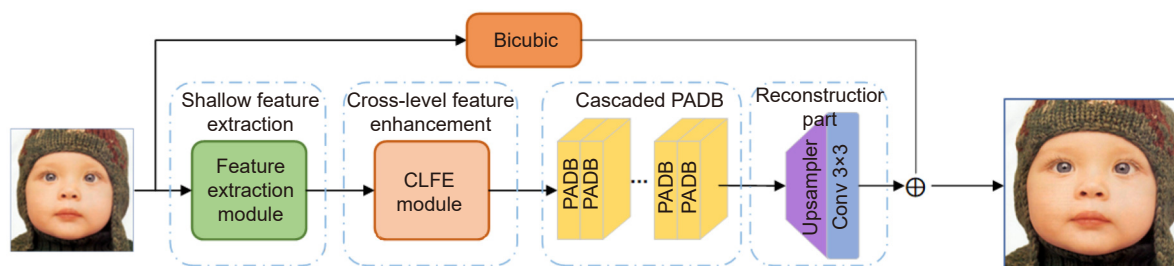 Bicubic
Shallow feature
extraction
Feature
extraction
module
Cross-level feature
enhancement
CLFE
module
Cascaded PADB
PADB
PADB
...
PADB
PADB
Reconstructior
part
Upsampler
Conv 3×3